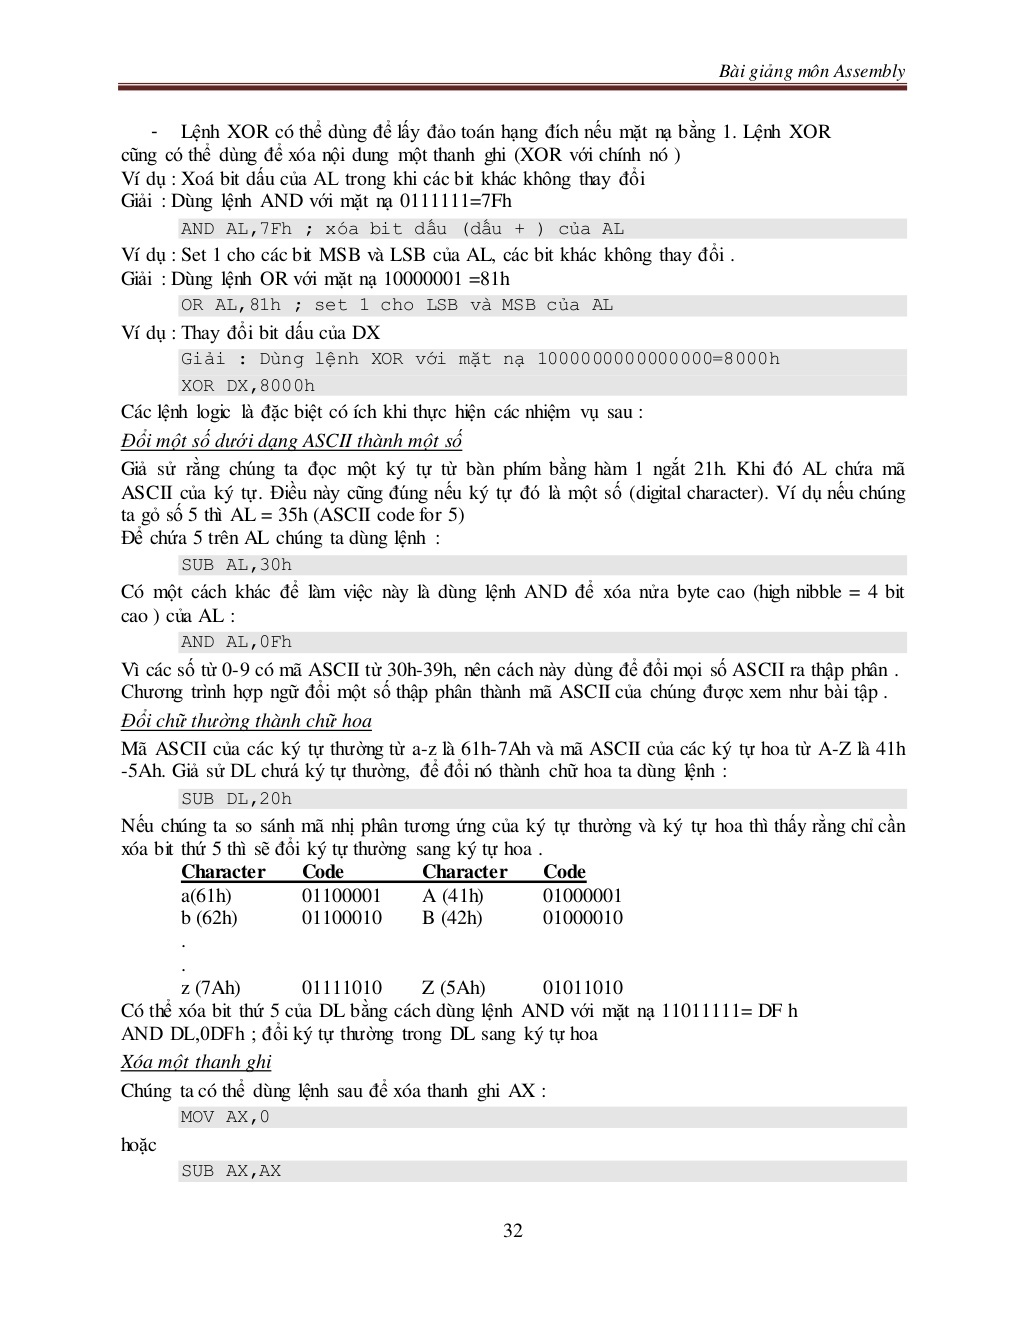 Bài giảng môn Assembly
- Lệnh XOR có thể dùng để lấy đảo toán hạng đích nếu mặt nạ bằng 1. Lệnh XOR
cũng có thể dùng để xóa nội dung một thanh ghi (XOR với chính nó )
Ví dụ : Xoá bit dấu của AL trong khi các bit khác không thay đổi
Giải : Dùng lệnh AND với mặt nạ 0111111=7Fh
AND AL,7Fh ; xóa bit dấu (dấu + ) của AL
Ví dụ : Set 1 cho các bit MSB và LSB của AL, các bit khác không thay đổi .
Giải : Dùng lệnh OR với mặt nạ 10000001 =81h
OR AL,81h ; set 1 cho LSB và MSB của AL
Ví dụ : Thay đổi bit dấu của DX
Giải : Dùng lệnh XOR với mặt nạ 1000000000000000=8000h
XOR DX,8000h
Các lệnh logic là đặc biệt có ích khi thực hiện các nhiệm vụ sau :
Đổi một số dưới dạng ASCII thành một số
Giả sử rằng chúng ta đọc một ký tự từ bàn phím bằng hàm 1 ngắt 21h. Khi đó AL chứa mã
ASCII của ký tự. Điều này cũng đúng nếu ký tự đó là một số (digital character). Ví dụ nếu chúng
ta gỏ số 5 thì AL = 35h (ASCII code for 5)
Để chứa 5 trên AL chúng ta dùng lệnh :
SUB AL,30h
Có một cách khác để làm việc này là dùng lệnh AND để xóa nửa byte cao (high nibble = 4 bit
cao ) của AL :
AND AL,0Fh
Vì các số từ 0-9 có mã ASCII từ 30h-39h, nên cách này dùng để đổi mọi số ASCII ra thập phân .
Chương trình hợp ngữ đổi một số thập phân thành mã ASCII của chúng được xem như bài tập .
Đổi chữ thường thành chữ hoa
Mã ASCII của các ký tự thường từ a-z là 61h-7Ah và mã ASCII của các ký tự hoa từ A-Z là 41h
-5Ah. Giả sử DL chưá ký tự thường, để đổi nó thành chữ hoa ta dùng lệnh :
SUB DL,20h
Nếu chúng ta so sánh mã nhị phân tương ứng của ký tự thường và ký tự hoa thì thấy rằng chỉ cần
xóa bit thứ 5 thì sẽ đổi ký tự thường sang ký tự hoa .
Character Code Character Code
a(61h) 01100001 A (41h) 01000001
b (62h) 01100010 B (42h) 01000010
.
.
z (7Ah) 01111010 Z (5Ah) 01011010
Có thể xóa bit thứ 5 của DL bằng cách dùng lệnh AND với mặt nạ 11011111= DF h
AND DL,0DFh ; đổi ký tự thường trong DL sang ký tự hoa
Xóa một thanh ghi
Chúng ta có thể dùng lệnh sau để xóa thanh ghi AX :
MOV AX,0
hoặc
SUB AX,AX
32